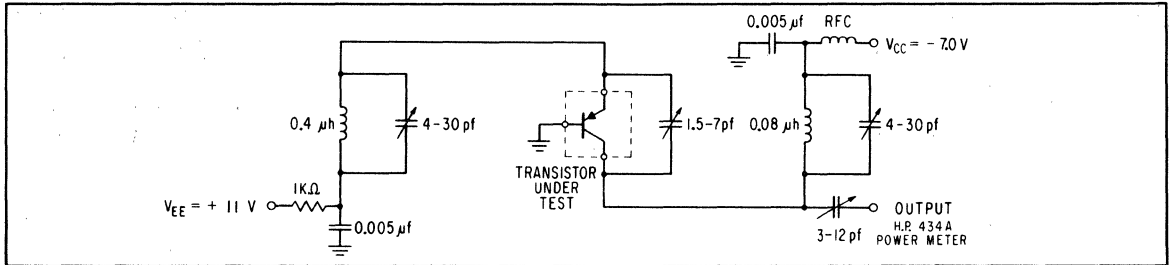 0.005 µf
RFC
VCC = - 7.0 V
0.4 µh
4-30 pf
1.5-7pf
0.08 µh
4-30 pf
TRANSISTOR
UNDER
TEST
VEE = + 11 V
1KΩ
0.005 µf
3-12 pf
OUTPUT
H.P. 434A
POWER METER